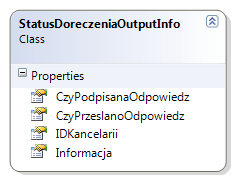 StatusDoreczeniaOutputInfo
Class
Properties
CzyPodpisanaOdpowiedz
CzyPrzeslanoOdpowiedz
IDKancelarii
Informacja